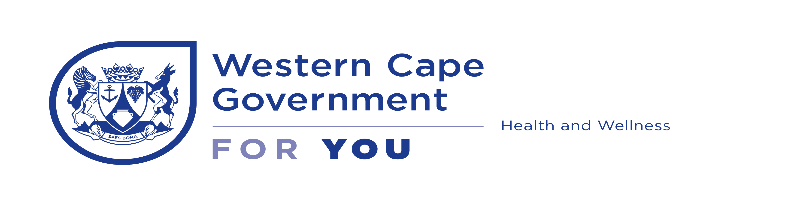 Western Cape
Government
FOR YOU
Health and Wellness